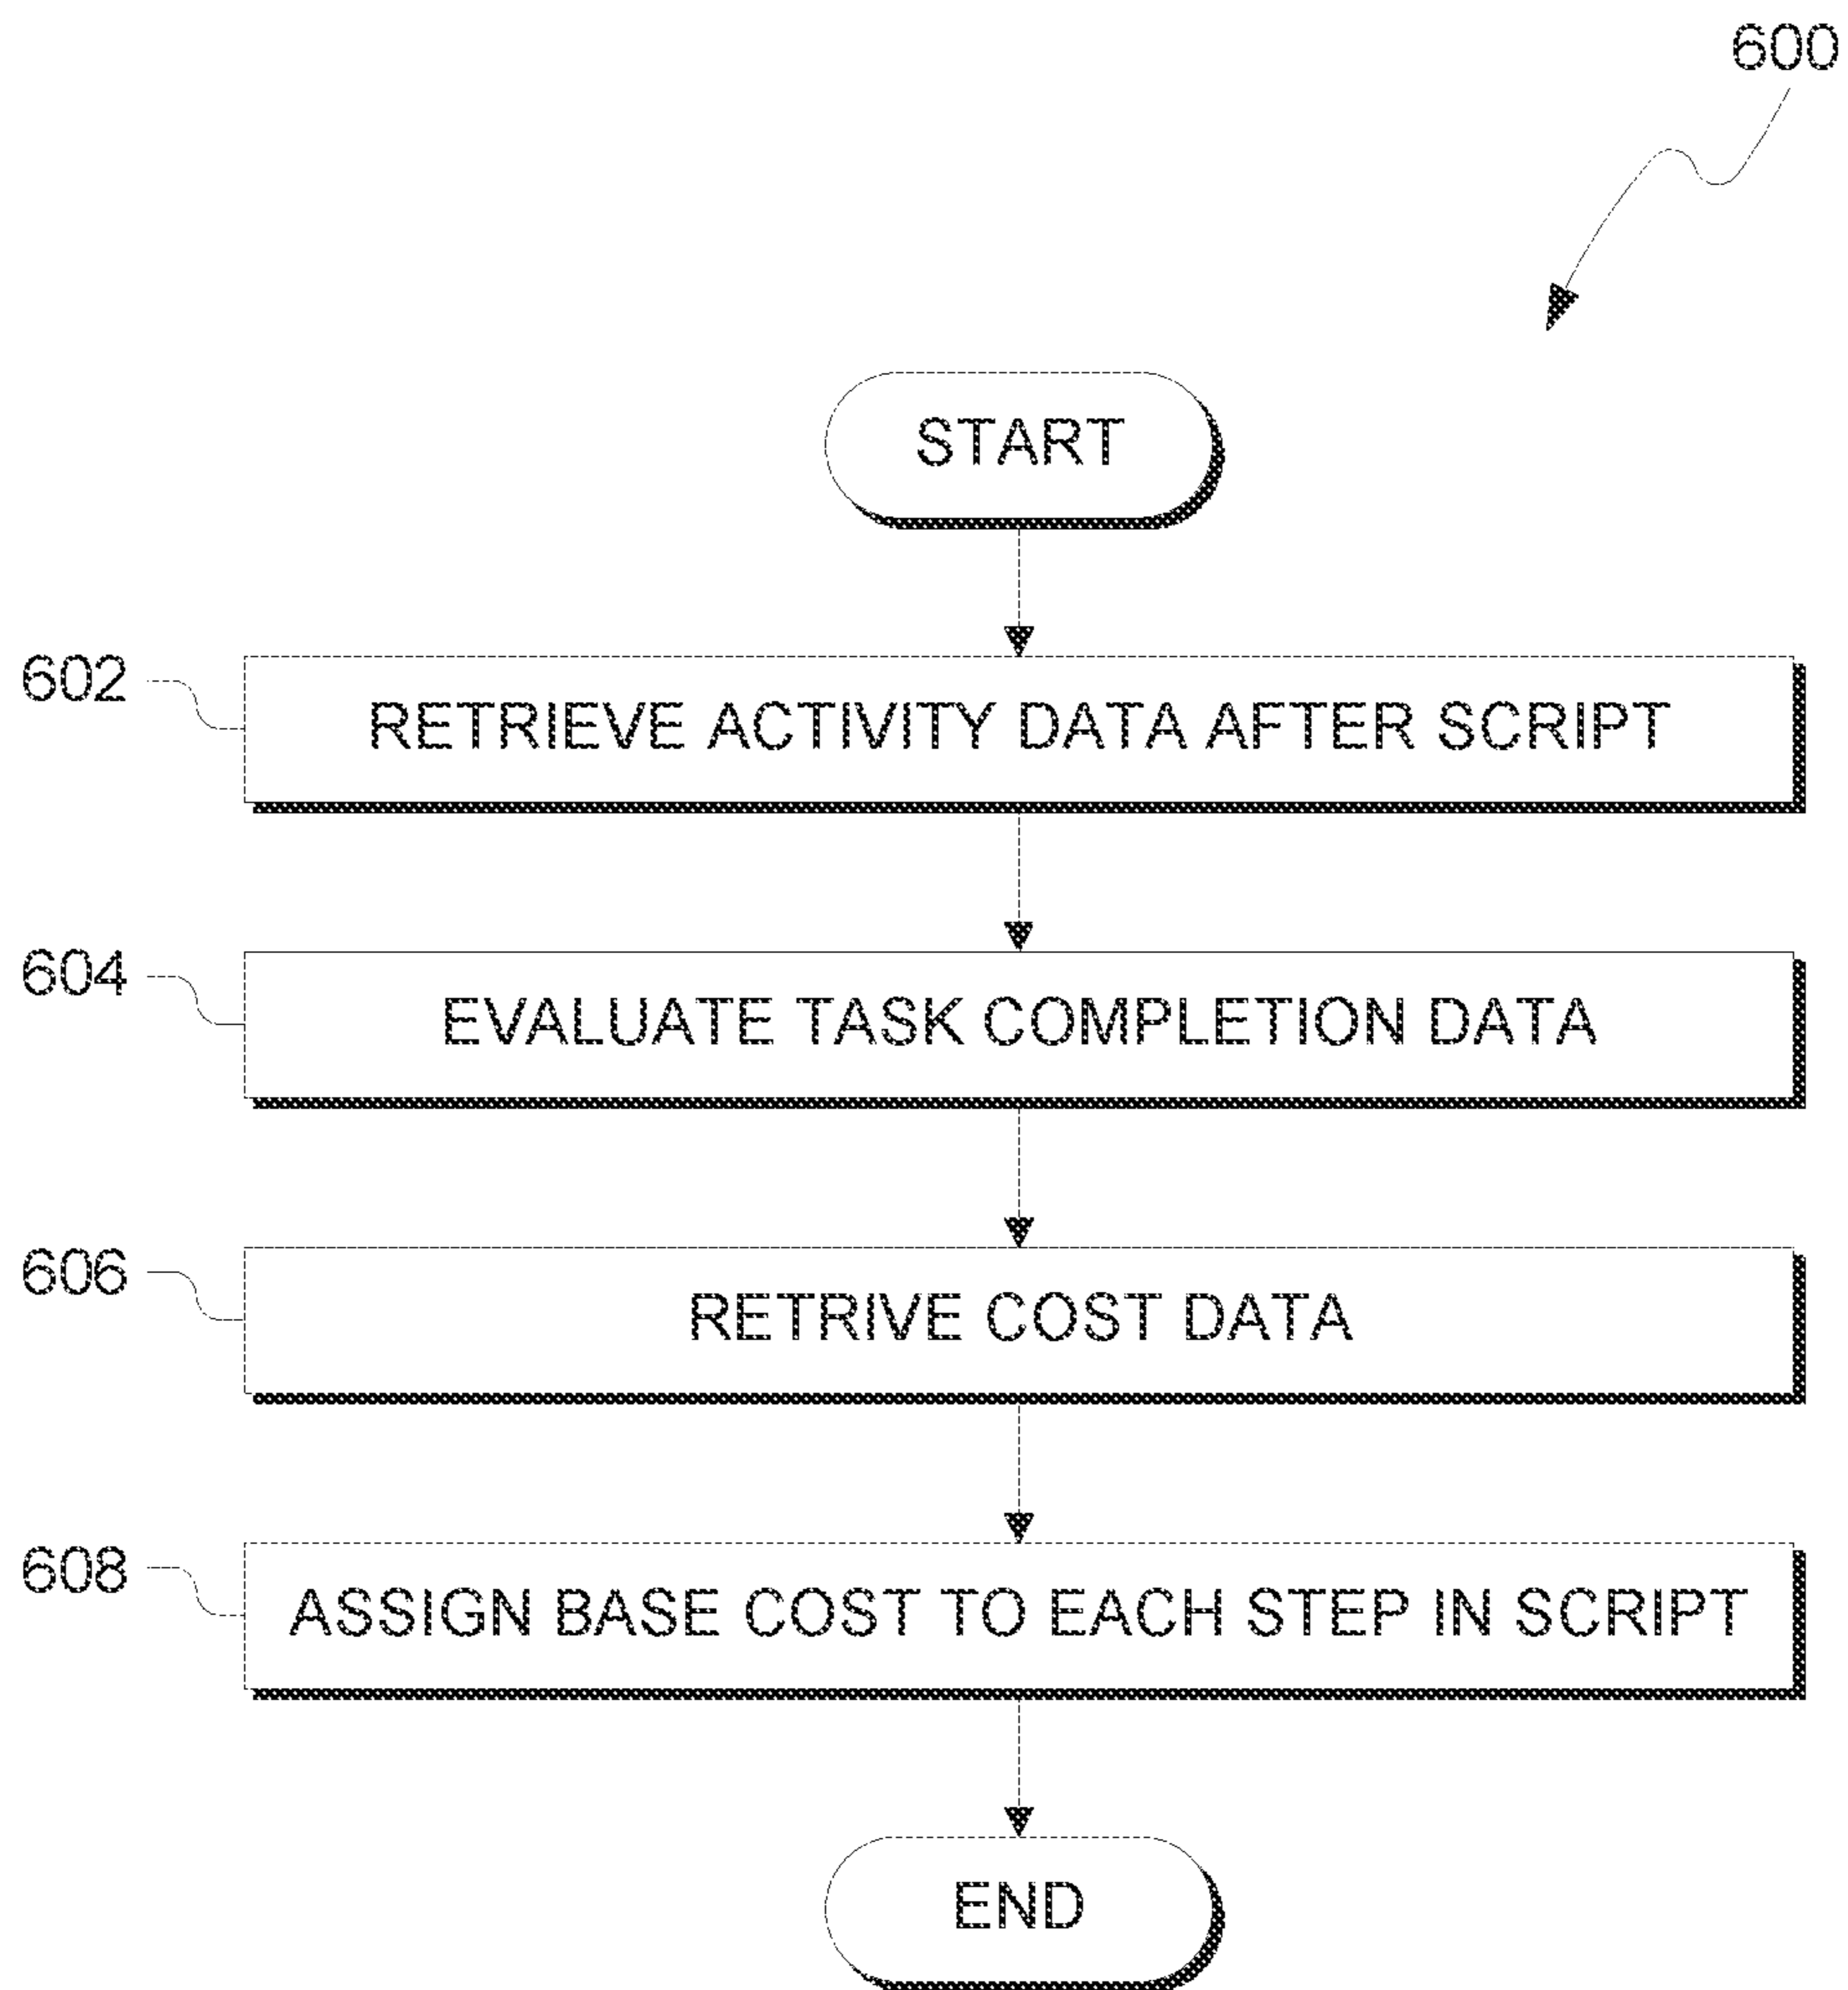 600
START
602
RETRIEVE ACTIVITY DATA AFTER SCRIPT
604
EVALUATE TASK COMPLETION DATA
606
RETRIVE COST DATA
608
ASSIGN BASE COST TO EACH STEP IN SCRIPT
END